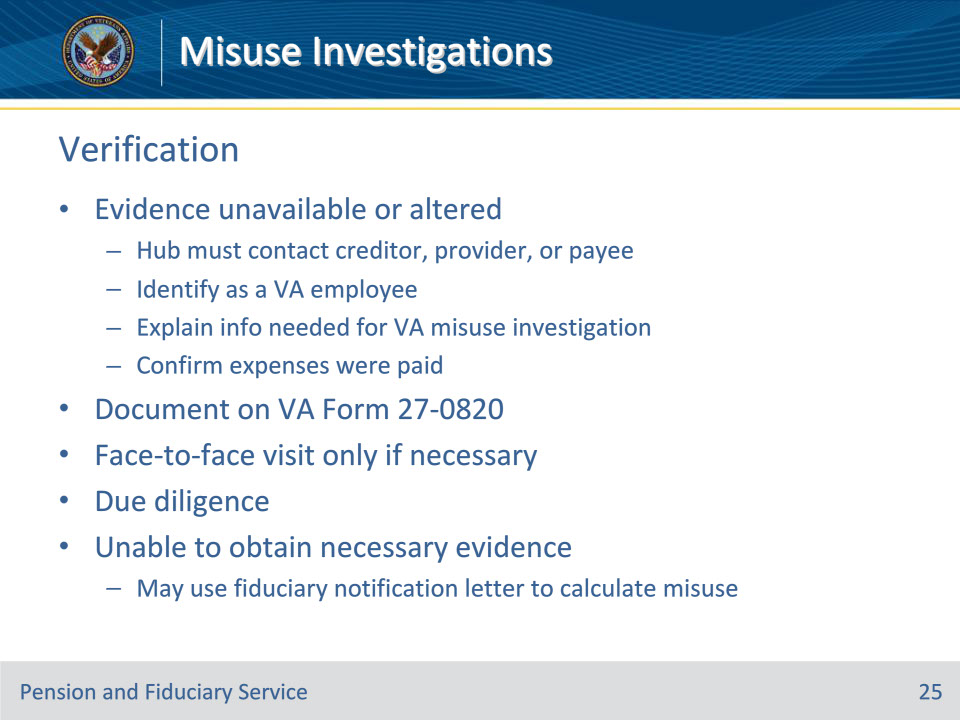 Misuse Investigations
Verification
• Evidence unavailable or altered
– Hub must contact creditor, provider, or payee
– Identify as a VA employee
– Explain info needed for VA misuse investigation
– Confirm expenses were paid
• Document on VA Form 27-0820
• Face-to-face visit only if necessary
• Due diligence
• Unable to obtain necessary evidence
– May use fiduciary notification letter to calculate misuse
Pension and Fiduciary Service
25